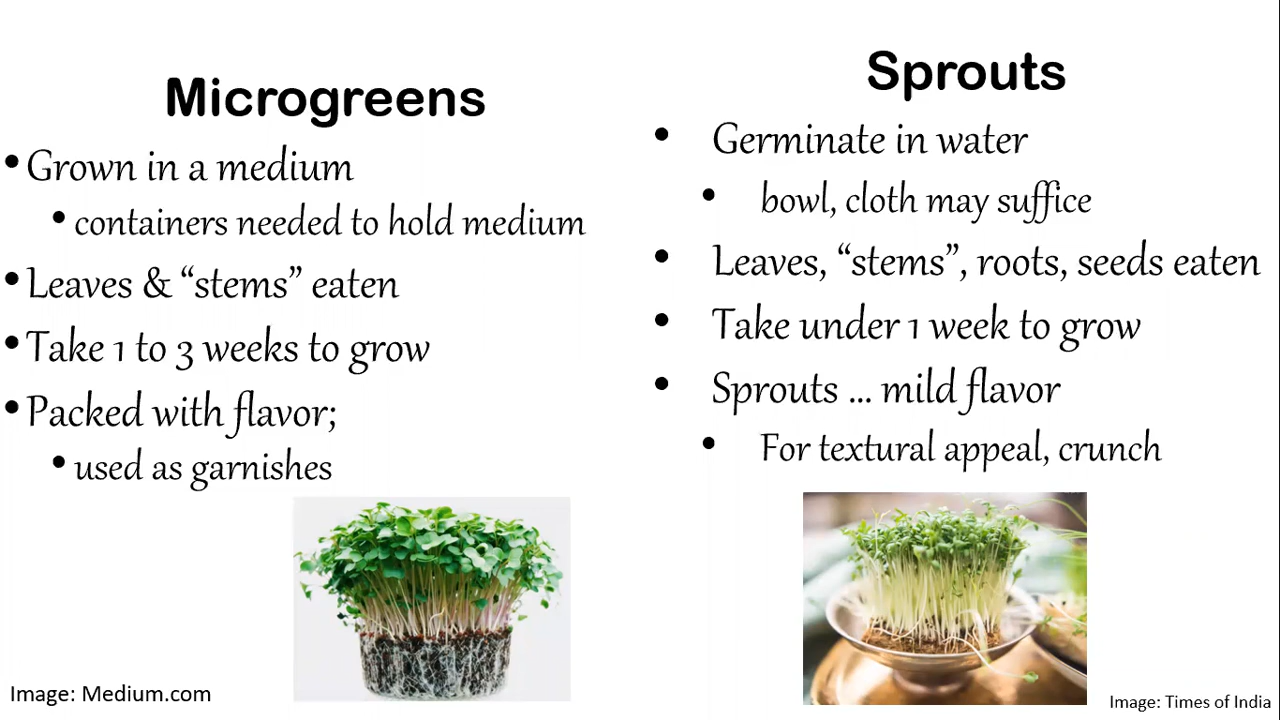 Microgreens
• Grown in a medium
• containers needed to hold medium
• Leaves & “stems” eaten
• Take 1 to 3 weeks to grow
• Packed with flavor;
• used as garnishes
Image: Medium.com
Sprouts
• Germinate in water
• bowl, cloth may suffice
• Leaves, “stems”, roots, seeds eaten
• Take under 1 week to grow
• Sprouts ... mild flavor
• For textural appeal, crunch
Image: Times of India